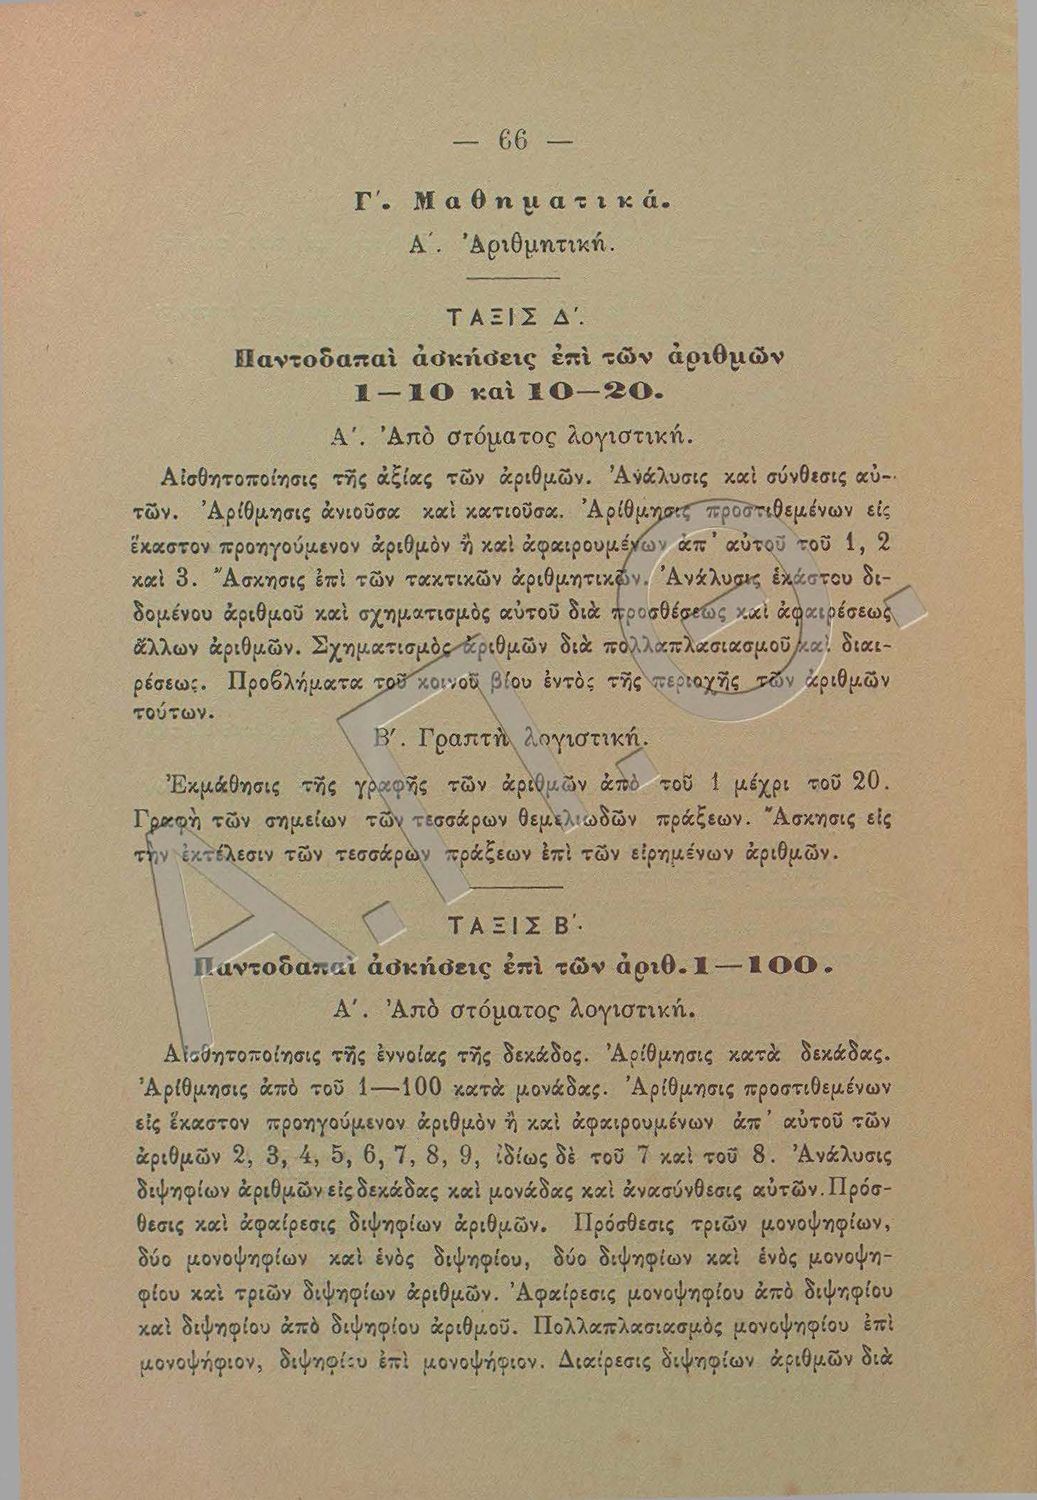 — 66 —
Γ΄. Μαθηματικά.
Α΄. Ἀριθμητική.
ΤΑΞΙΣ Δ΄.
Παντοδαπαὶ ἀσκήσεις ἐπὶ τῶν ἀριθμῶν
1—10 καὶ 10—20.
Α΄. Ἀπὸ στόματος λογιστική.
Αἰσθητοποίησις τῆς ἀξίας τῶν ἀριθμῶν. Ἀνάλυσις καὶ σύνθεσις αὐ-
τῶν. Ἀρίθμησις ἀνιοῦσα καὶ κατιοῦσα. Ἀρίθμησις προστιθεμένων εἰς
ἕκαστον προηγούμενον ἀριθμὸν ἢ καὶ ἀφαιρουμένων ἀπ’ αὐτοῦ τοῦ 1, 2
καὶ 3. Ἄσκησις ἐπὶ τῶν τακτικῶν ἀριθμητικῶν. Ἀνάλυσις ἑκάστου δι-
δομένου ἀριθμοῦ καὶ σχηματισμὸς αὐτοῦ διὰ προσθέσεως καὶ ἀφαιρέσεως
ἄλλων ἀριθμῶν. Σχηματισμὸς ἀριθμῶν διὰ πολλαπλασιασμοῦ καὶ διαι-
ρέσεως. Προβλήματα τοῦ κοινοῦ βίου ἐντὸς τῆς περιοχῆς τῶν ἀριθμῶν
τούτων.
Β΄. Γραπτὴ λογιστική.
Ἐκμάθησις τῆς γραφῆς τῶν ἀριθμῶν ἀπὸ τοῦ 1 μέχρι τοῦ 20.
Γραφὴ τῶν σημείων τῶν τεσσάρων θεμελιωδῶν πράξεων. Ἄσκησις εἰς
τὴν ἐκτέλεσιν τῶν τεσσάρων πράξεων ἐπὶ τῶν εἰρημένων ἀριθμῶν.
ΤΑΞΙΣ Β΄.
Παντοδαπαὶ ἀσκήσεις ἐπὶ τῶν ἀριθ. 1—100.
Α΄. Ἀπὸ στόματος λογιστική.
Αἰσθητοποίησις τῆς ἐννοίας τῆς δεκάδος. Ἀρίθμησις κατὰ δεκάδας.
Ἀρίθμησις ἀπὸ τοῦ 1—100 κατὰ μονάδας. Ἀρίθμησις προστιθεμένων
εἰς ἕκαστον προηγούμενον ἀριθμὸν ἢ καὶ ἀφαιρουμένων ἀπ’ αὐτοῦ τῶν
ἀριθμῶν 2, 3, 4, 5, 6, 7, 8, 9, ἰδίως δὲ τοῦ 7 καὶ τοῦ 8. Ἀνάλυσις
διψηφίων ἀριθμῶν εἰς δεκάδας καὶ μονάδας καὶ ἀνασύνθεσις αὐτῶν. Πρόσ-
θεσις καὶ ἀφαίρεσις διψηφίων ἀριθμῶν. Πρόσθεσις τριῶν μονοψηφίων,
δύο μονοψηφίων καὶ ἑνὸς διψηφίου, δύο διψηφίων καὶ ἑνὸς μονοψη-
φίου καὶ τριῶν διψηφίων ἀριθμῶν. Ἀφαίρεσις μονοψηφίου ἀπὸ διψηφίου
καὶ διψηφίου ἀπὸ διψηφίου ἀριθμοῦ. Πολλαπλασιασμὸς μονοψηφίου ἐπὶ
μονοψήφιον, διψηφίου ἐπὶ μονοψήφιον. Διαίρεσις διψηφίων ἀριθμῶν διὰ